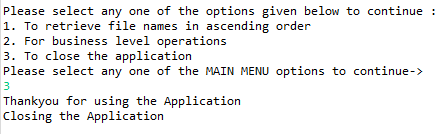 Please select any one of the options given below to continue :
1. To retrieve file names in ascending order
2. For business level operations
3. To close the application
Please select any one of the MAIN MENU options to continue->
3
Thankyou for using the Application
Closing the Application